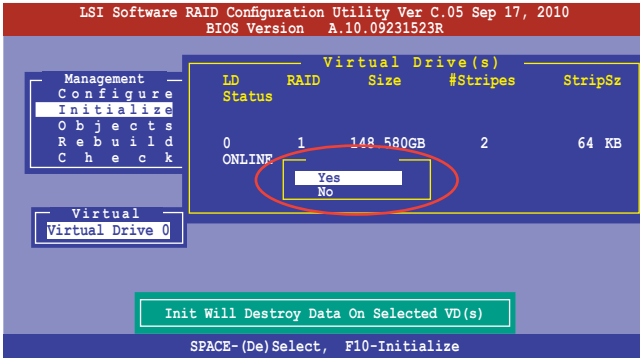 LSI Software RAID Configuration Utility Ver C.05 Sep 17, 2010
BIOS Version A.10.09231523R
Virtual Drive(s)
LD RAID Size #Stripes StripSz
Status
0 1 148.580GB 2 64 KB
ONLINE
Management
Configure
Initialize
Objects
Rebuild
Check
Yes
No
Virtual
Virtual Drive 0
Init Will Destroy Data On Selected VD(s)
SPACE-(De)Select, F10-Initialize